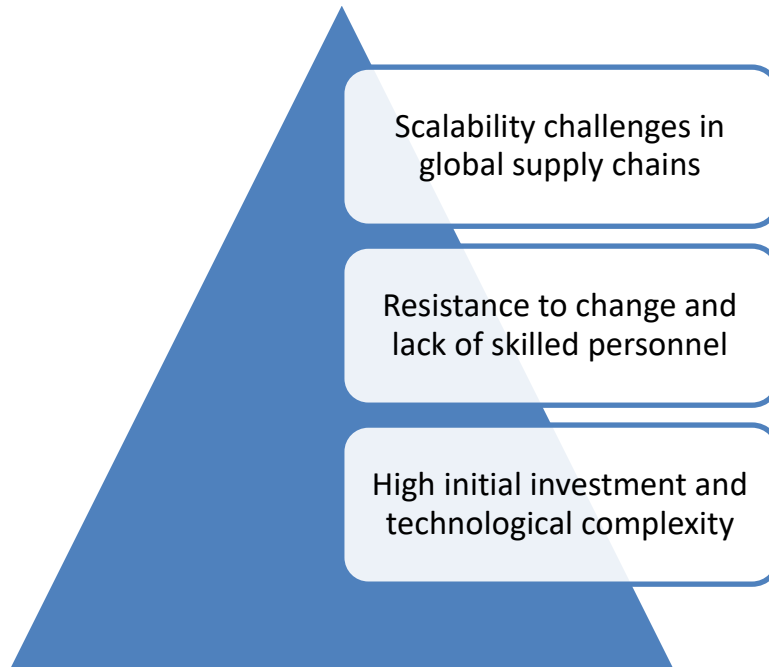 Scalability challenges in
global supply chains
Resistance to change and
lack of skilled personnel
High initial investment and
technological complexity